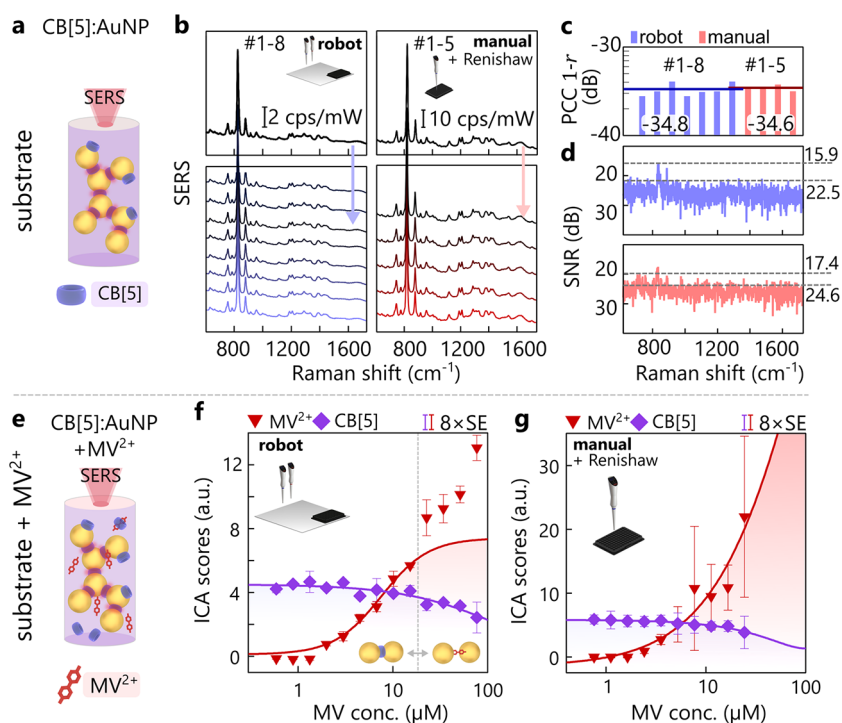 a
CB[5]:AuNP
SERS
substrate
CB[5]
b
#1-8
robot
2 cps/mW
#1-5
manual
+ Renishaw
10 cps/mW
SERS
800
1200
1600
800
1200
1600
Raman shift (cm⁻¹)
Raman shift (cm⁻¹)
c
robot
manual
-30
-40
PCC 1-r
(dB)
#1-8
#1-5
-34.8
-34.6
d
SNR (dB)
20
30
15.9
22.5
20
30
17.4
24.6
800
1200
1600
Raman shift (cm⁻¹)
e
CB[5]:AuNP
+MV²⁺
SERS
substrate + MV²⁺
MV²⁺
f
MV²⁺
CB[5]
8×SE
robot
ICA scores (a.u.)
12
8
4
0
1
10
100
MV conc. (µM)
g
MV²⁺
CB[5]
8×SE
manual
+ Renishaw
ICA scores (a.u.)
30
20
10
0
1
10
100
MV conc. (µM)